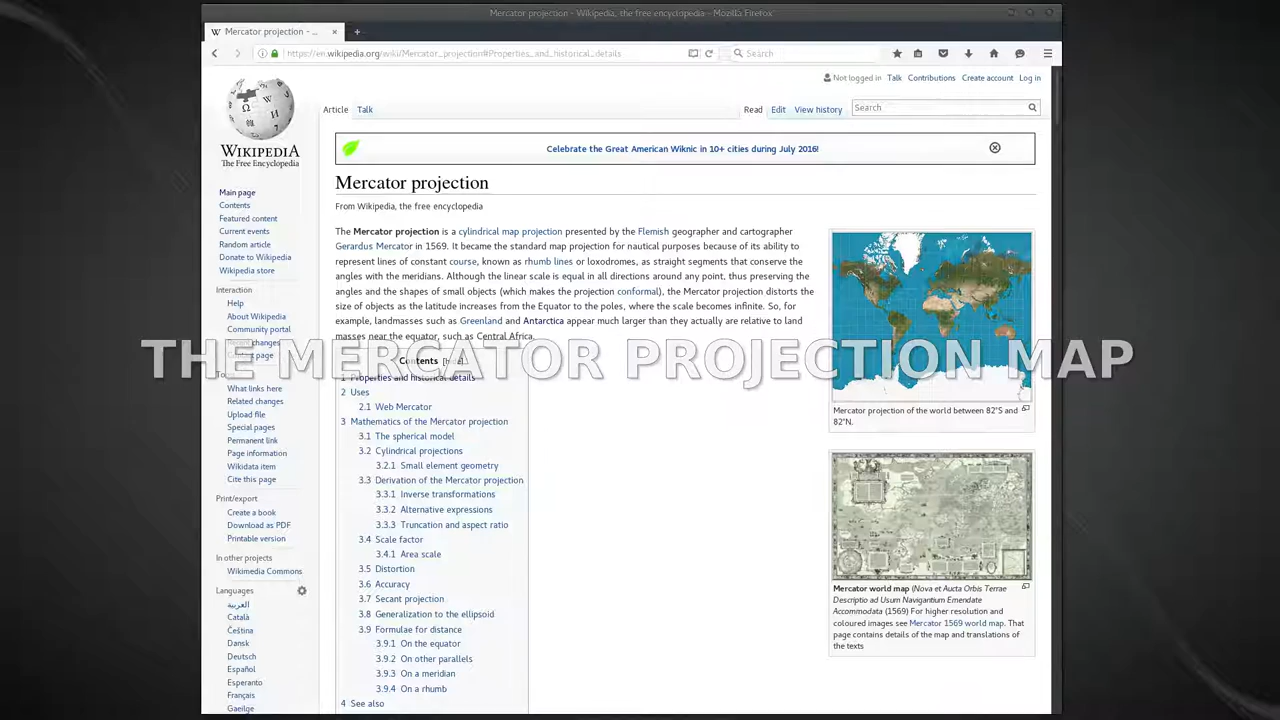 Mercator projection - Wikipedia, the free encyclopedia - Mozilla Firefox
Mercator projection - ...
https://en.wikipedia.org/wiki/Mercator_projection#Properties_and_historical_details
Search
Not logged in Talk Contributions Create account Log in
Article Talk
Read Edit View history
Search
WIKIPEDIA
The Free Encyclopedia
Main page
Contents
Featured content
Current events
Random article
Donate to Wikipedia
Wikipedia store
Interaction
Help
About Wikipedia
Community portal
Recent changes
Contact page
Tools
What links here
Related changes
Upload file
Special pages
Permanent link
Page information
Wikidata item
Cite this page
Print/export
Create a book
Download as PDF
Printable version
In other projects
Wikimedia Commons
Languages
العربية
Català
Čeština
Dansk
Deutsch
Español
Esperanto
Français
Gaeilge
Celebrate the Great American Wiknic in 10+ cities during July 2016!
Mercator projection
From Wikipedia, the free encyclopedia
The Mercator projection is a cylindrical map projection presented by the Flemish geographer and cartographer
Gerardus Mercator in 1569. It became the standard map projection for nautical purposes because of its ability to
represent lines of constant course, known as rhumb lines or loxodromes, as straight segments that conserve the
angles with the meridians. Although the linear scale is equal in all directions around any point, thus preserving the
angles and the shapes of small objects (which makes the projection conformal), the Mercator projection distorts the
size of objects as the latitude increases from the Equator to the poles, where the scale becomes infinite. So, for
example, landmasses such as Greenland and Antarctica appear much larger than they actually are relative to land
masses near the equator, such as Central Africa.
THE MERCATOR PROJECTION MAP
Contents [hide]
1 Properties and historical details
2 Uses
2.1 Web Mercator
3 Mathematics of the Mercator projection
3.1 The spherical model
3.2 Cylindrical projections
3.2.1 Small element geometry
3.3 Derivation of the Mercator projection
3.3.1 Inverse transformations
3.3.2 Alternative expressions
3.3.3 Truncation and aspect ratio
3.4 Scale factor
3.4.1 Area scale
3.5 Distortion
3.6 Accuracy
3.7 Secant projection
3.8 Generalization to the ellipsoid
3.9 Formulae for distance
3.9.1 On the equator
3.9.2 On other parallels
3.9.3 On a meridian
3.9.4 On a rhumb
4 See also
Mercator projection of the world between 82°S and
82°N.
Mercator world map (Nova et Aucta Orbis Terrae
Descriptio ad Usum Navigantium Emendate
Accommodata (1569) For higher resolution and
coloured images see Mercator 1569 world map. That
page contains details of the map and translations of
the texts